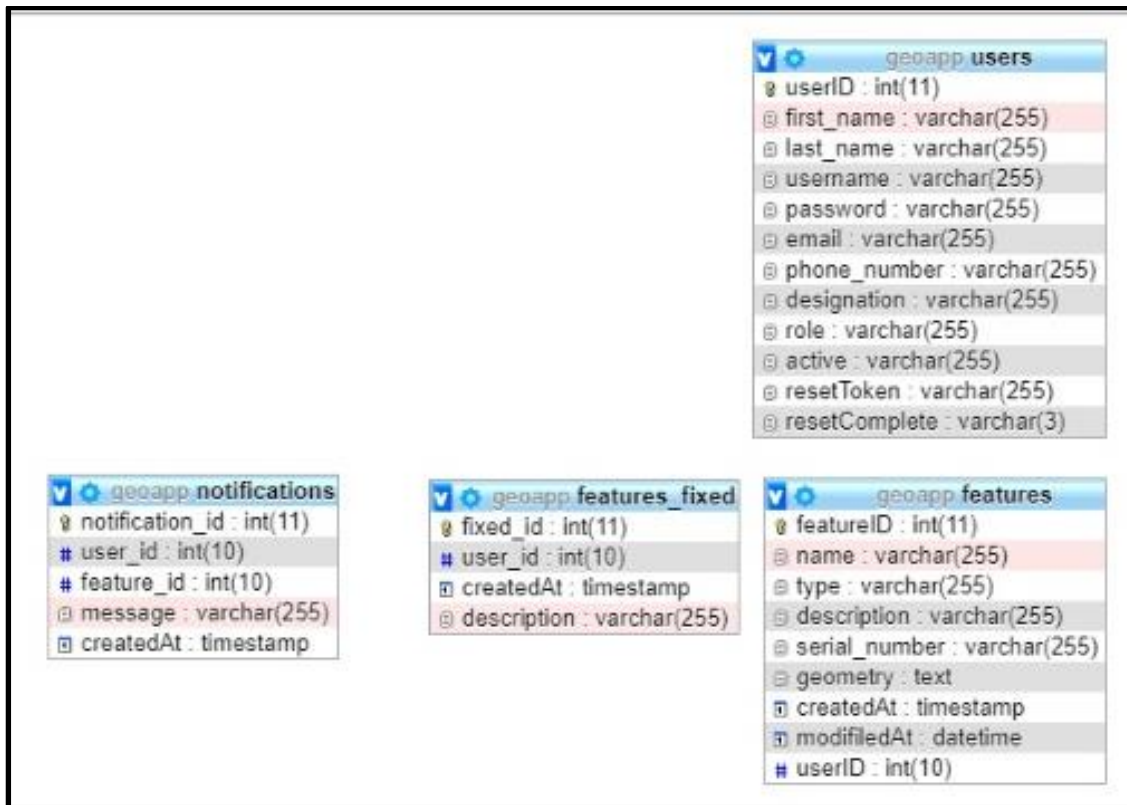 geoapp users
userID : int(11)
first_name : varchar(255)
last_name : varchar(255)
username : varchar(255)
password : varchar(255)
email : varchar(255)
phone_number : varchar(255)
designation : varchar(255)
role : varchar(255)
active : varchar(255)
resetToken : varchar(255)
resetComplete : varchar(3)
geoapp notifications
notification_id : int(11)
# user_id : int(10)
# feature_id : int(10)
message : varchar(255)
createdAt : timestamp
geoapp features_fixed
fixed_id : int(11)
# user_id : int(10)
createdAt : timestamp
description : varchar(255)
geoapp features
featureID : int(11)
name : varchar(255)
type : varchar(255)
description : varchar(255)
serial_number : varchar(255)
geometry : text
createdAt : timestamp
modifiledAt : datetime
# userID : int(10)